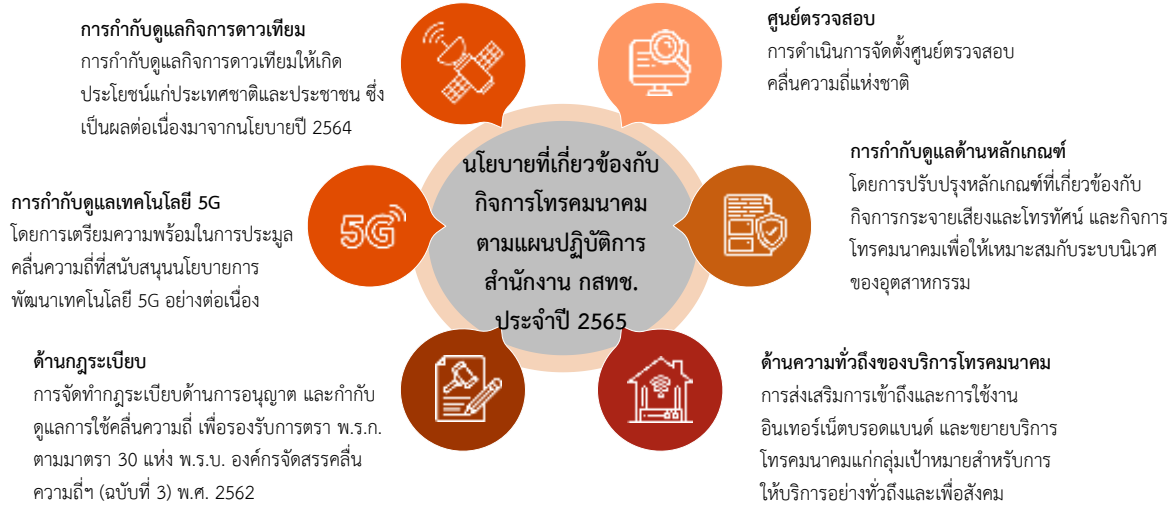 การกำกับดูแลกิจการดาวเทียม
การกำกับดูแลกิจการดาวเทียมให้เกิด
ประโยชน์แก่ประเทศชาติและประชาชน ซึ่ง
เป็นผลต่อเนื่องมาจากนโยบายปี 2564
ศูนย์ตรวจสอบ
การดำเนินการจัดตั้งศูนย์ตรวจสอบ
คลื่นความถี่แห่งชาติ
นโยบายที่เกี่ยวข้องกับ
กิจการโทรคมนาคม
ตามแผนปฏิบัติการ
สำนักงาน กสทช.
ประจำปี 2565
การกำกับดูแลเทคโนโลยี 5G
โดยการเตรียมความพร้อมในการประมูล
คลื่นความถี่ที่สนับสนุนนโยบายการ
พัฒนาเทคโนโลยี 5G อย่างต่อเนื่อง
5G
การกำกับดูแลด้านหลักเกณฑ์
โดยการปรับปรุงหลักเกณฑ์ที่เกี่ยวข้องกับ
กิจการกระจายเสียงและโทรทัศน์ และกิจการ
โทรคมนาคมเพื่อให้เหมาะสมกับระบบนิเวศ
ของอุตสาหกรรม
ด้านกฎระเบียบ
การจัดทำกฎระเบียบด้านการอนุญาต และกำกับ
ดูแลการใช้คลื่นความถี่ เพื่อรองรับการตรา พ.ร.ก.
ตามมาตรา 30 แห่ง พ.ร.บ. องค์กรจัดสรรคลื่น
ความถี่ฯ (ฉบับที่ 3) พ.ศ. 2562
ด้านความทั่วถึงของบริการโทรคมนาคม
การส่งเสริมการเข้าถึงและการใช้งาน
อินเทอร์เน็ตบรอดแบนด์ และขยายบริการ
โทรคมนาคมแก่กลุ่มเป้าหมายสำหรับการ
ให้บริการอย่างทั่วถึงและเพื่อสังคม